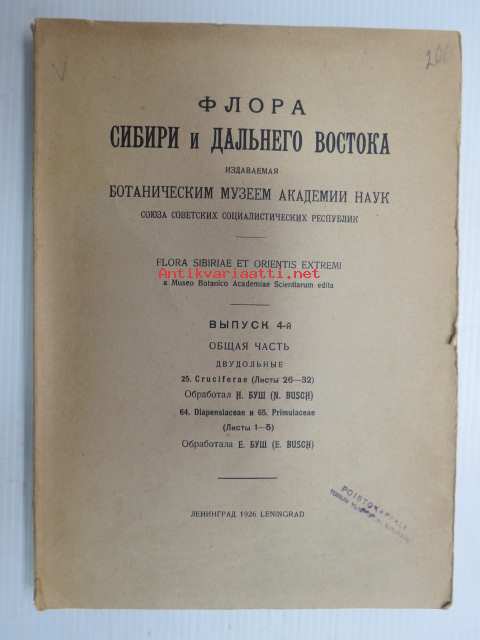 ФЛОРА
СИБИРИ и ДАЛЬНЕГО ВОСТОКА
ИЗДАВАЕМАЯ
БОТАНИЧЕСКИМ МУЗЕЕМ АКАДЕМИИ НАУК
СОЮЗА СОВЕТСКИХ СОЦИАЛИСТИЧЕСКИХ РЕСПУБЛИК
FLORA SIBIRIAE ET ORIENTIS EXTREMI
Antikvariaatti.net
a Museo Botanico Academiae Scientiarum edita
ВЫПУСК 4-й
ОБЩАЯ ЧАСТЬ
ДВУДОЛЬНЫЕ
25. Cruciferae (Листы 26—32)
Обработал Н. БУШ (N. BUSCH)
64. Diapensiaceae и 65. Primulaceae
(Листы 1—5)
Обработала Е. БУШ (E. BUSCH)
ЛЕНИНГРАД 1926 LENINGRAD
POISTOKAPPALE